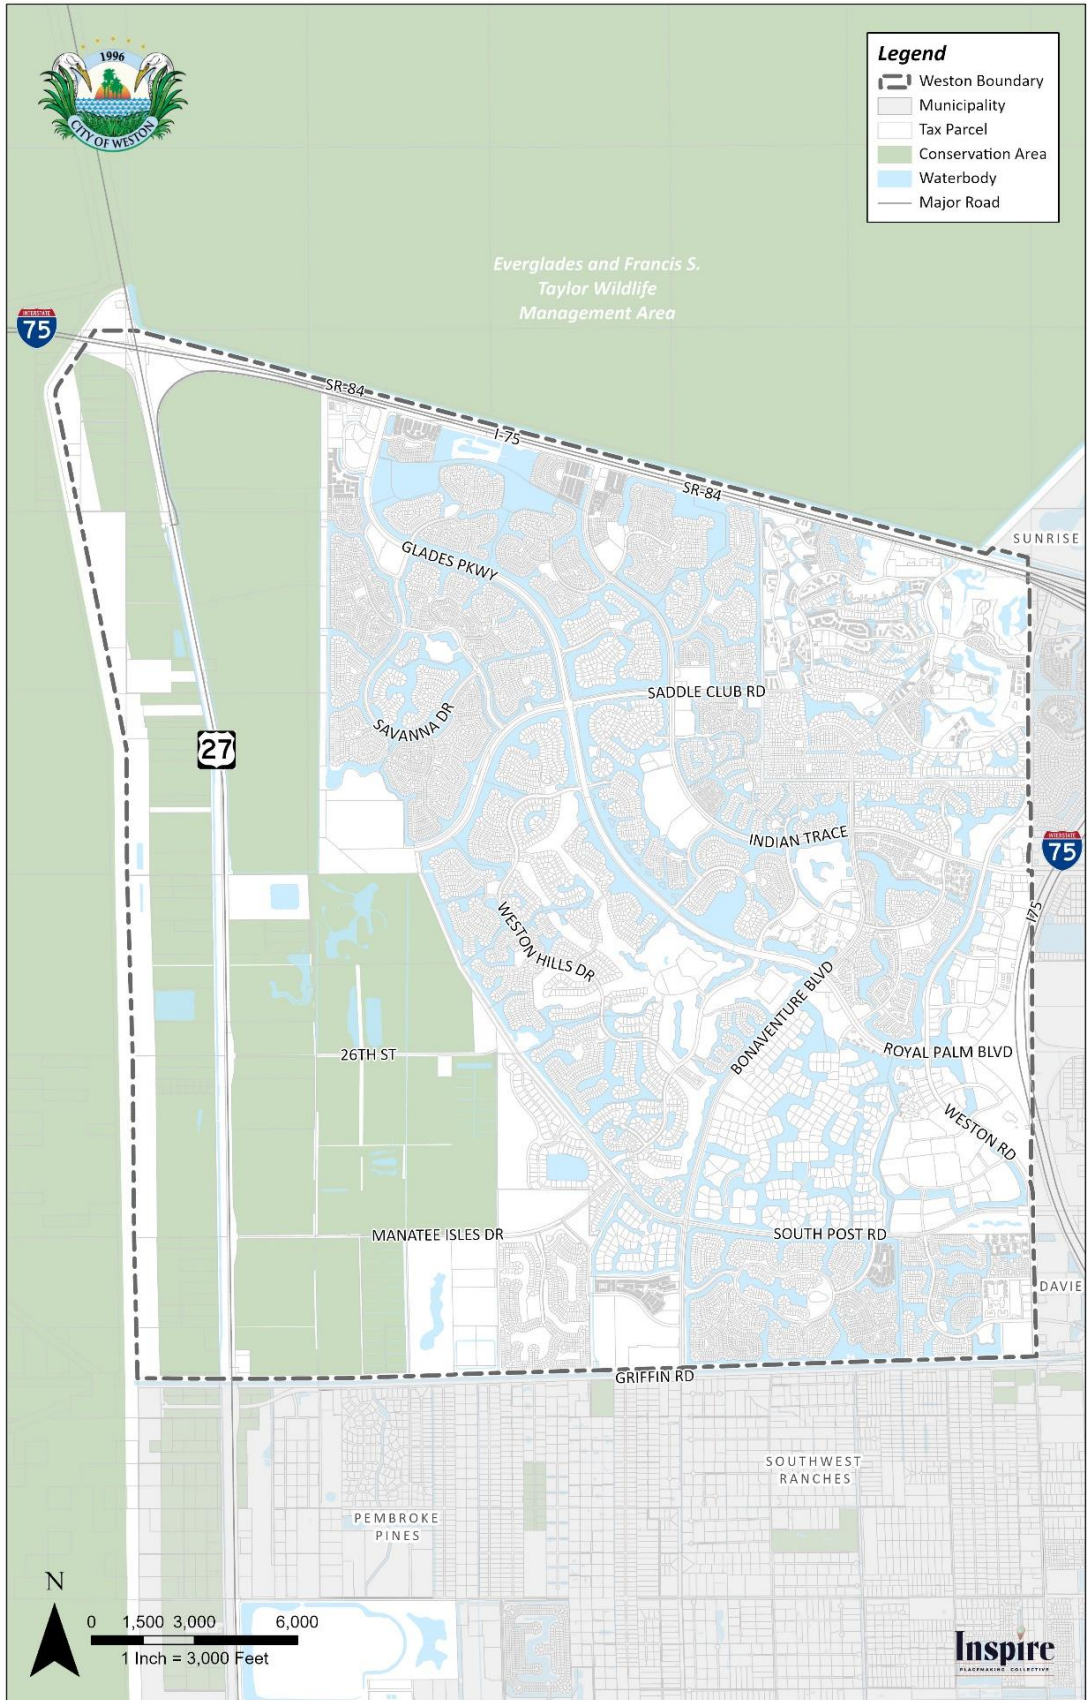 1996
CITY OF WESTON
Legend
Weston Boundary
Municipality
Tax Parcel
Conservation Area
Waterbody
Major Road
Everglades and Francis S.
Taylor Wildlife
Management Area
INTERSTATE
75
SR-84
I-75
SR-84
SUNRISE
GLADES PKWY
SADDLE CLUB RD
SAVANNA DR
27
INDIAN TRACE
INTERSTATE
75
I-75
WESTON HILLS DR
BONAVENTURE BLVD
26TH ST
ROYAL PALM BLVD
WESTON RD
MANATEE ISLES DR
SOUTH POST RD
DAVIE
GRIFFIN RD
SOUTHWEST
RANCHES
PEMBROKE
PINES
N
0 1,500 3,000 6,000
1 Inch = 3,000 Feet
Inspire
PLACEMAKING COLLECTIVE